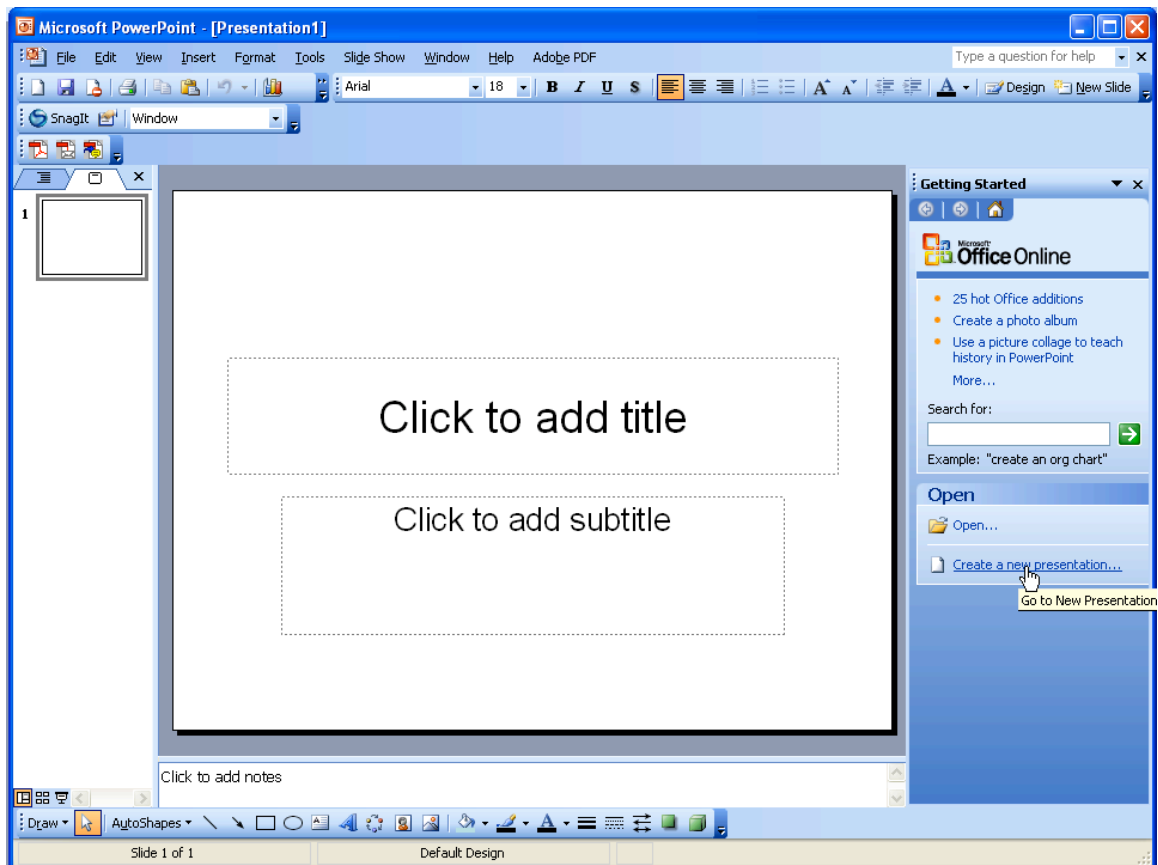 Microsoft PowerPoint - [Presentation1]
File Edit View Insert Format Tools Slide Show Window Help Adobe PDF Type a question for help
Arial 18 B I U S A A A Design New Slide
SnagIt Window
Getting Started
1
Microsoft
Office Online
25 hot Office additions
Create a photo album
Use a picture collage to teach
history in PowerPoint
More...
Search for:
Example: "create an org chart"
Open
Open...
Create a new presentation...
Go to New Presentation
Click to add title
Click to add subtitle
Click to add notes
Draw AutoShapes A
Slide 1 of 1 Default Design